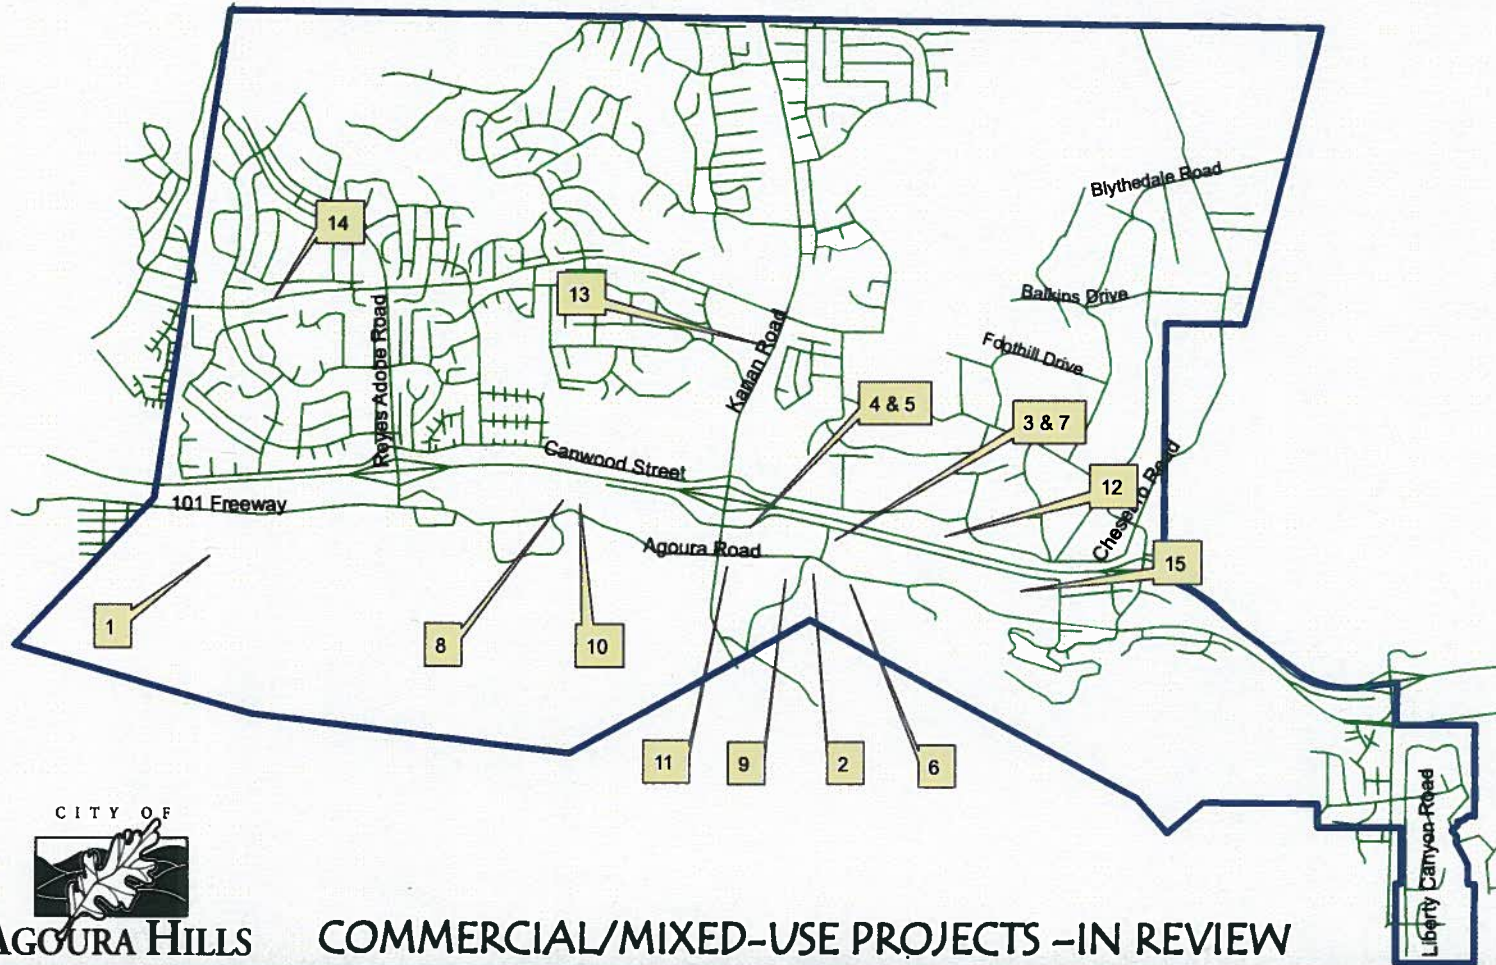 Blythedale Road
14
Balkins Drive
13
Reyes Adobe Road
Kanan Road
Foothill Drive
4 & 5
3 & 7
Canwood Street
12
Chesebro Road
101 Freeway
Agoura Road
15
1
8
10
11
9
2
6
Liberty Canyon Road
CITY OF
AGOURA HILLS
COMMERCIAL/MIXED-USE PROJECTS -IN REVIEW